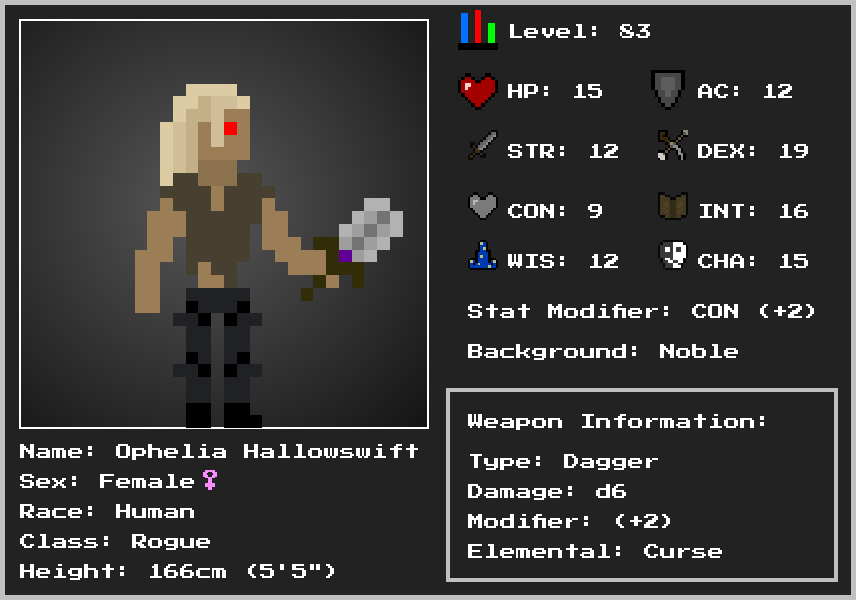 Level: 83
HP: 15 AC: 12
STR: 12 DEX: 19
CON: 9 INT: 16
WIS: 12 CHA: 15
Stat Modifier: CON (+2)
Background: Noble
Weapon Information:
Type: Dagger
Damage: d6
Modifier: (+2)
Elemental: Curse
Name: Ophelia Hallowswift
Sex: Female♀
Race: Human
Class: Rogue
Height: 166cm (5'5")